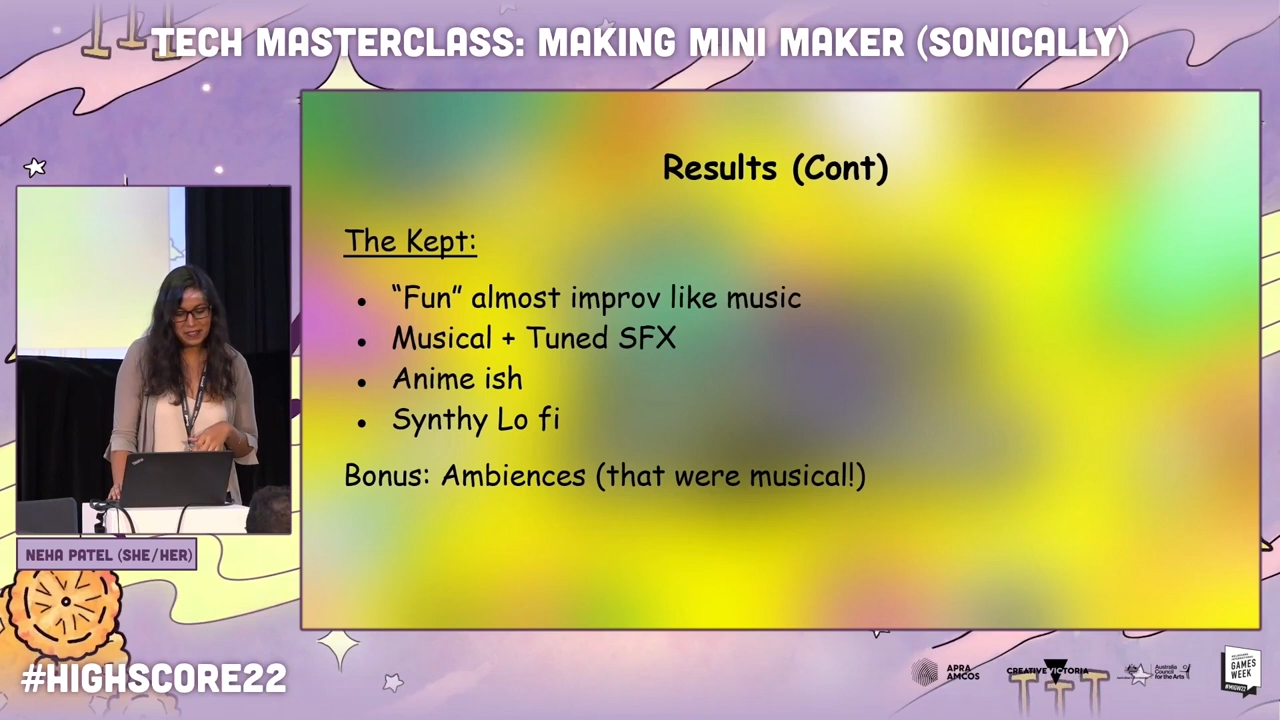 TECH MASTERCLASS: MAKING MINI MAKER (SONICALLY)
Results (Cont)
The Kept:
• “Fun” almost improv like music
• Musical + Tuned SFX
• Anime ish
• Synthy Lo fi
Bonus: Ambiences (that were musical!)
NEHA PATEL (SHE/HER)
#HIGHSCORE22
APRA
AMCOS
CREATIVE VICTORIA
Australia
Council
for the Arts
GAMES
WEEK
#MIGW22